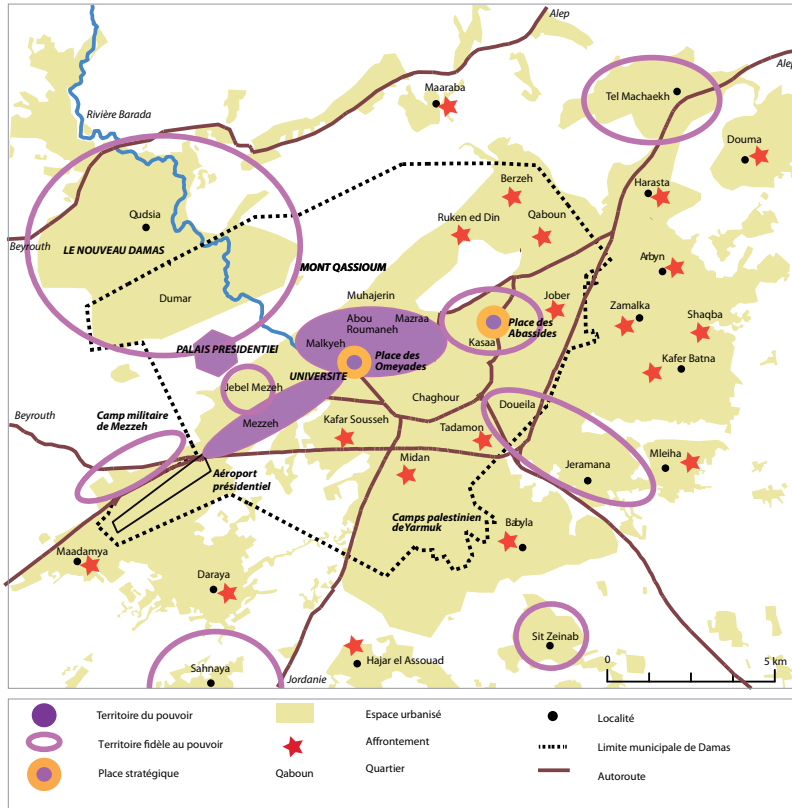 Alep
Alep
Maaraba
Tel Machaekh
Rivière Barada
Douma
Berzeh
Harasta
Qudsia
Ruken ed Din
Qaboun
Beyrouth
LE NOUVEAU DAMAS
Arbyn
MONT QASSIOUM
Dumar
Muhajerin
Jober
Abou
Roumaneh
Mazraa
Zamalka
Shaqba
Place des
Abassides
PALAIS PRESIDENTIEL
Malkyeh
Kasaa
Place des
Omeyades
Kafer Batna
UNIVERSITE
Jebel Mezeh
Chaghour
Doueila
Beyrouth
Camp militaire
de Mezzeh
Mezzeh
Kafar Sousseh
Tadamon
Midan
Jeramana
Mleiha
Aéroport
présidentiel
Camps palestinien
de Yarmuk
Babyla
Maadamya
Daraya
Sit Zeinab
Sahnaya
Hajar el Assouad
Jordanie
0
5 km
Territoire du pouvoir
Espace urbanisé
Localité
Territoire fidèle au pouvoir
Affrontement
Limite municipale de Damas
Place stratégique
Qaboun
Quartier
Autoroute